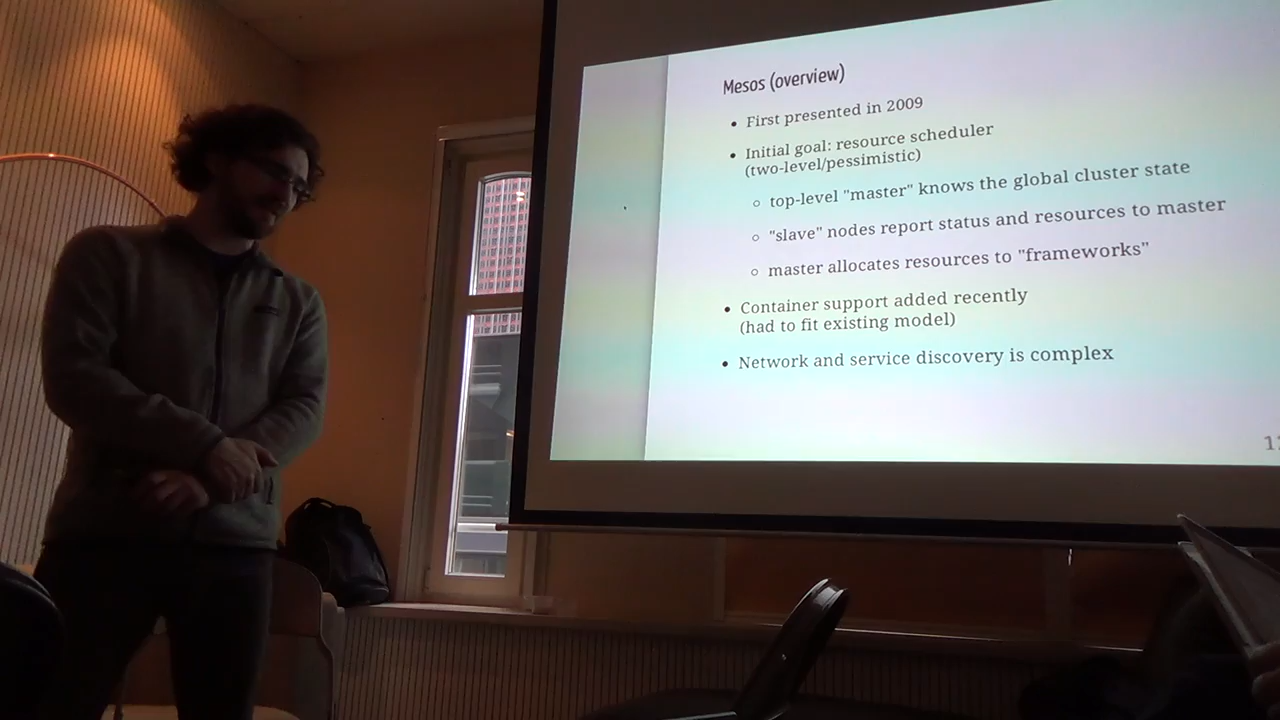 Mesos (overview)
• First presented in 2009
• Initial goal: resource scheduler
(two-level/pessimistic)
○ top-level "master" knows the global cluster state
○ "slave" nodes report status and resources to master
○ master allocates resources to "frameworks"
• Container support added recently
(had to fit existing model)
• Network and service discovery is complex